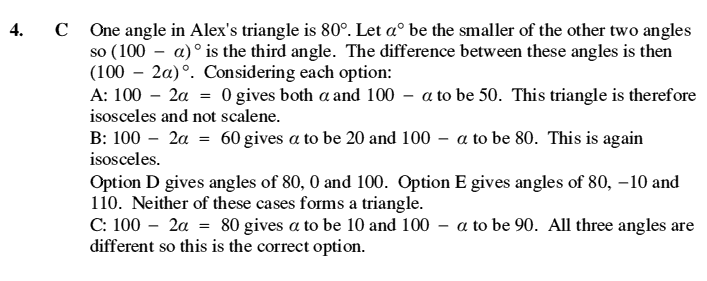 4. C One angle in Alex's triangle is 80°. Let α° be the smaller of the other two angles
so (100 − α)° is the third angle. The difference between these angles is then
(100 − 2α)°. Considering each option:
A: 100 − 2α = 0 gives both α and 100 − α to be 50. This triangle is therefore
isosceles and not scalene.
B: 100 − 2α = 60 gives α to be 20 and 100 − α to be 80. This is again
isosceles.
Option D gives angles of 80, 0 and 100. Option E gives angles of 80, −10 and
110. Neither of these cases forms a triangle.
C: 100 − 2α = 80 gives α to be 10 and 100 − α to be 90. All three angles are
different so this is the correct option.